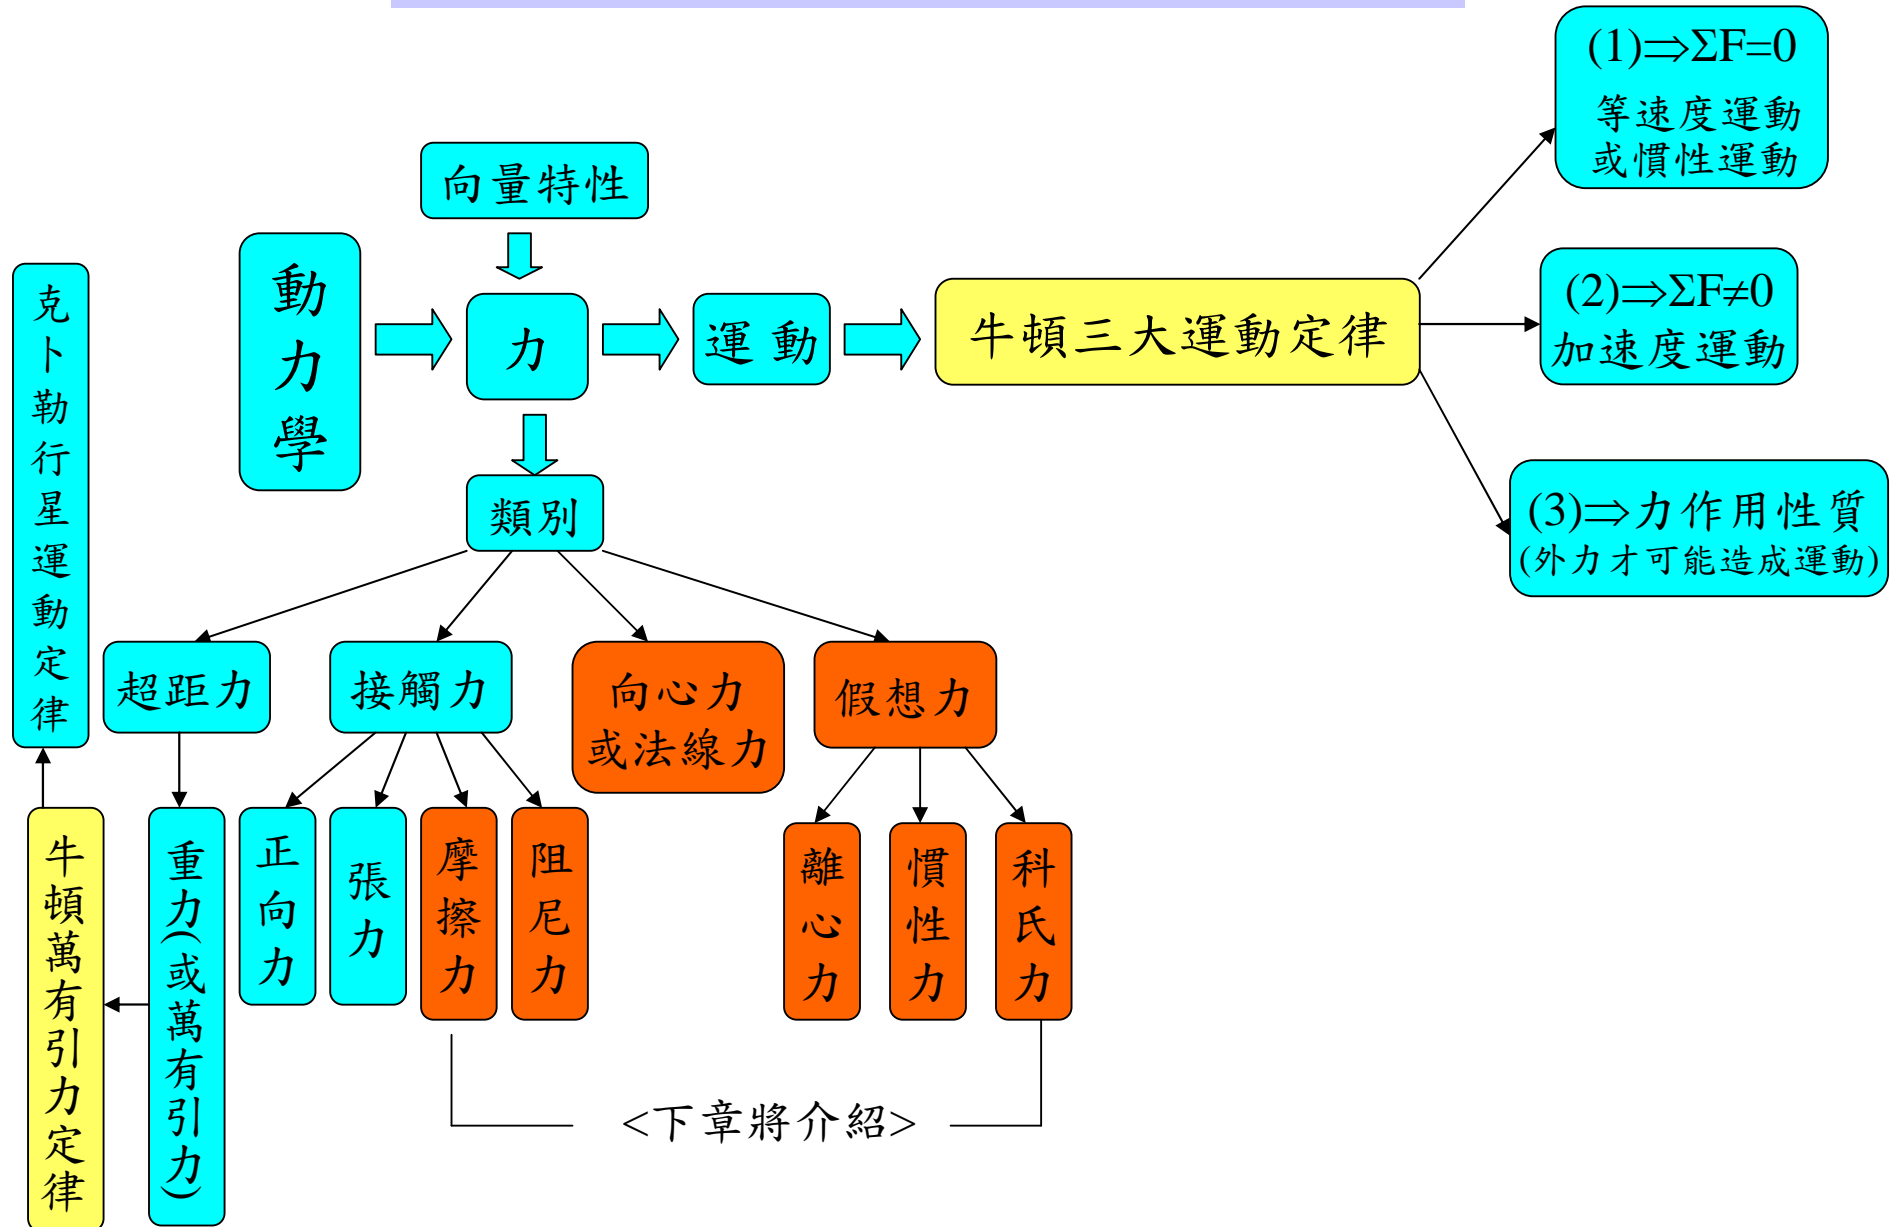 (1)⇒ΣF=0
等速度運動
或慣性運動
向量特性
動力學
力
運動
牛頓三大運動定律
(2)⇒ΣF≠0
加速度運動
克卜勒行星運動定律
類別
(3)⇒力作用性質
(外力才可能造成運動)
超距力
接觸力
向心力
或法線力
假想力
牛頓萬有引力定律
重力(或萬有引力)
正向力
張力
摩擦力
阻尼力
離心力
慣性力
科氏力
<下章將介紹>